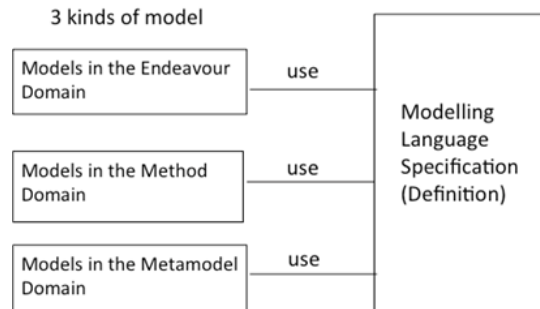 3 kinds of model
Models in the Endeavour
Domain
use
Models in the Method
Domain
use
Models in the Metamodel
Domain
use
Modelling
Language
Specification
(Definition)